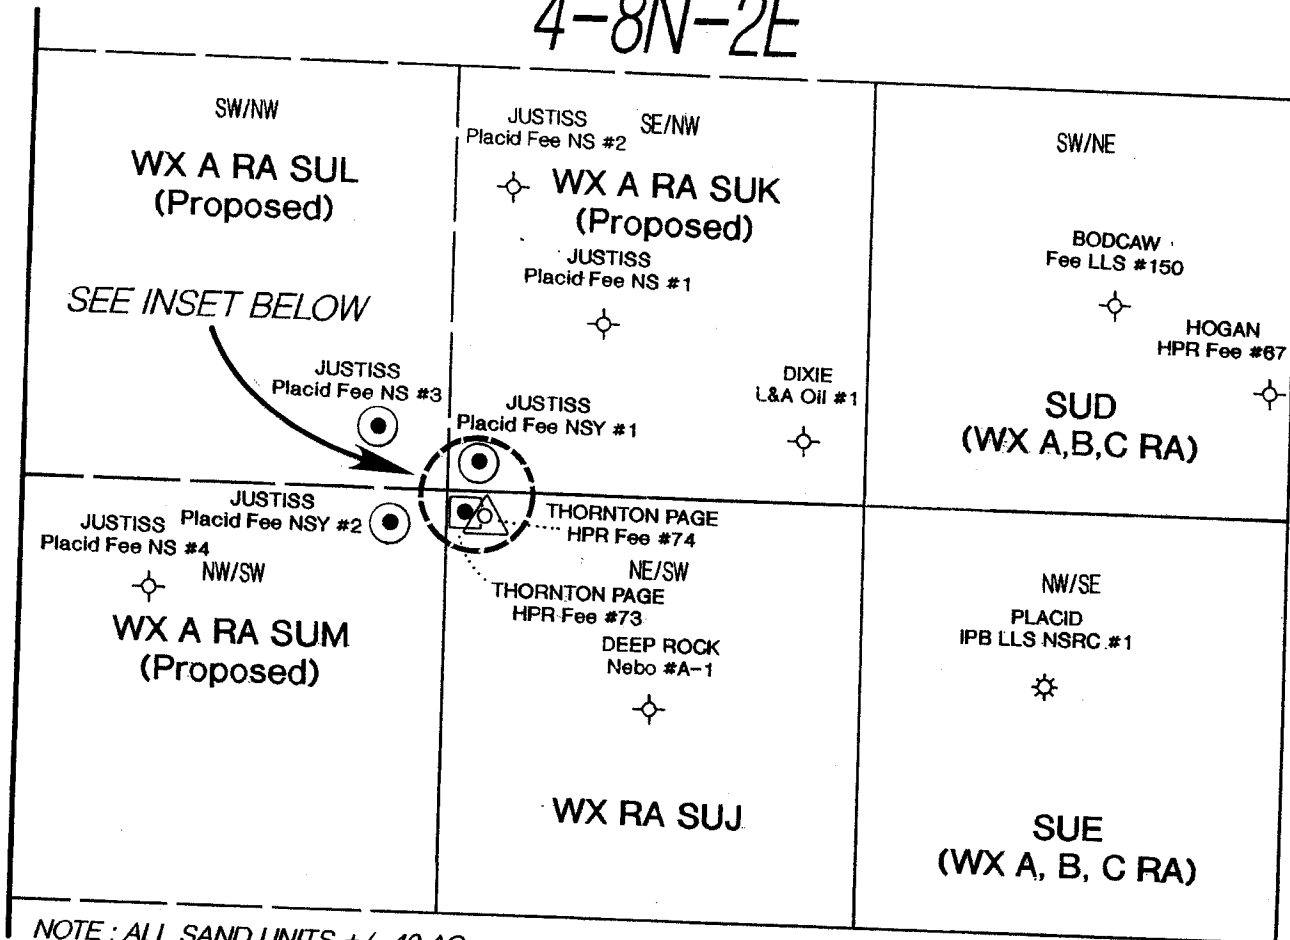 4-8N-2E
SW/NW
WX A RA SUL
(Proposed)
SEE INSET BELOW
JUSTISS
Placid Fee NS #3
JUSTISS
Placid Fee NS #2
SE/NW
WX A RA SUK
(Proposed)
JUSTISS
Placid Fee NS #1
DIXIE
L&A Oil #1
JUSTISS
Placid Fee NSY #1
SW/NE
BODCAW
Fee LLS #150
HOGAN
HPR Fee #67
SUD
(WX A,B,C RA)
JUSTISS
Placid Fee NSY #2
JUSTISS
Placid Fee NS #4
NW/SW
WX A RA SUM
(Proposed)
THORNTON PAGE
HPR Fee #74
NE/SW
THORNTON PAGE
HPR Fee #73
DEEP ROCK
Nebo #A-1
WX RA SUJ
NW/SE
PLACID
IPB LLS NSRC #1
SUE
(WX A, B, C RA)
NOTE : ALL SAND UNITS +/- 40 AC